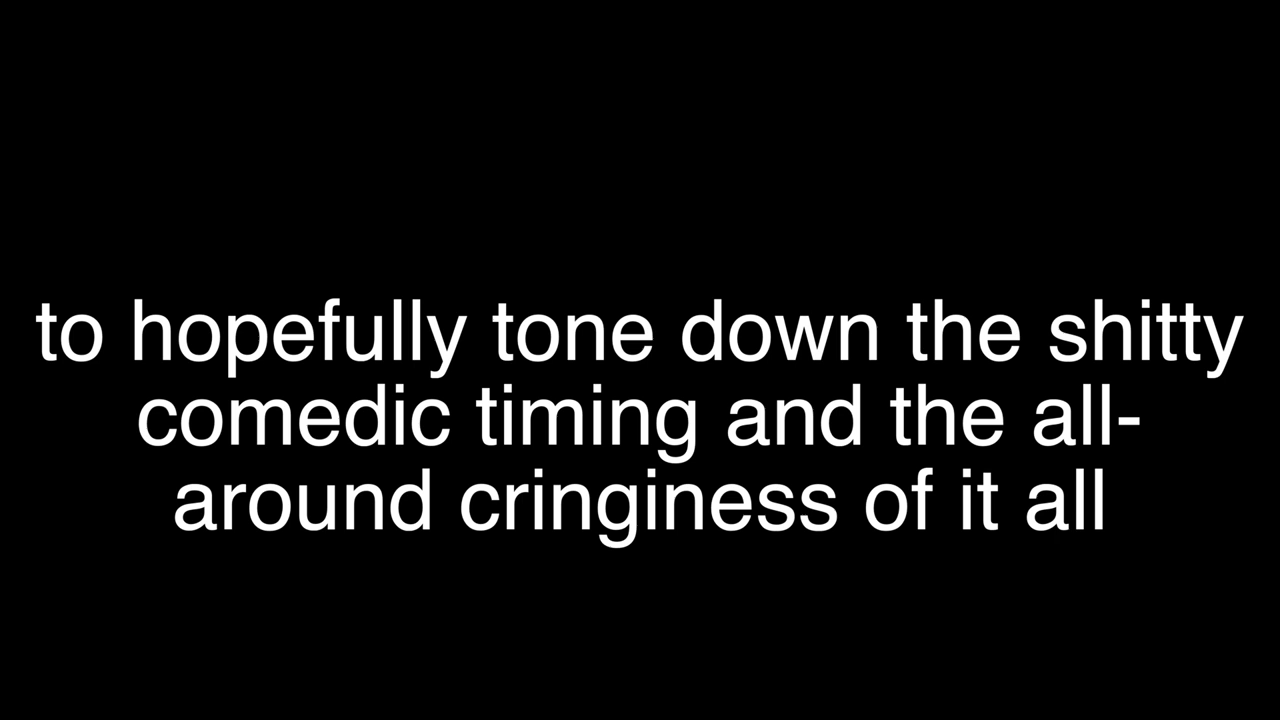 to hopefully tone down the shitty
comedic timing and the all-
around cringiness of it all